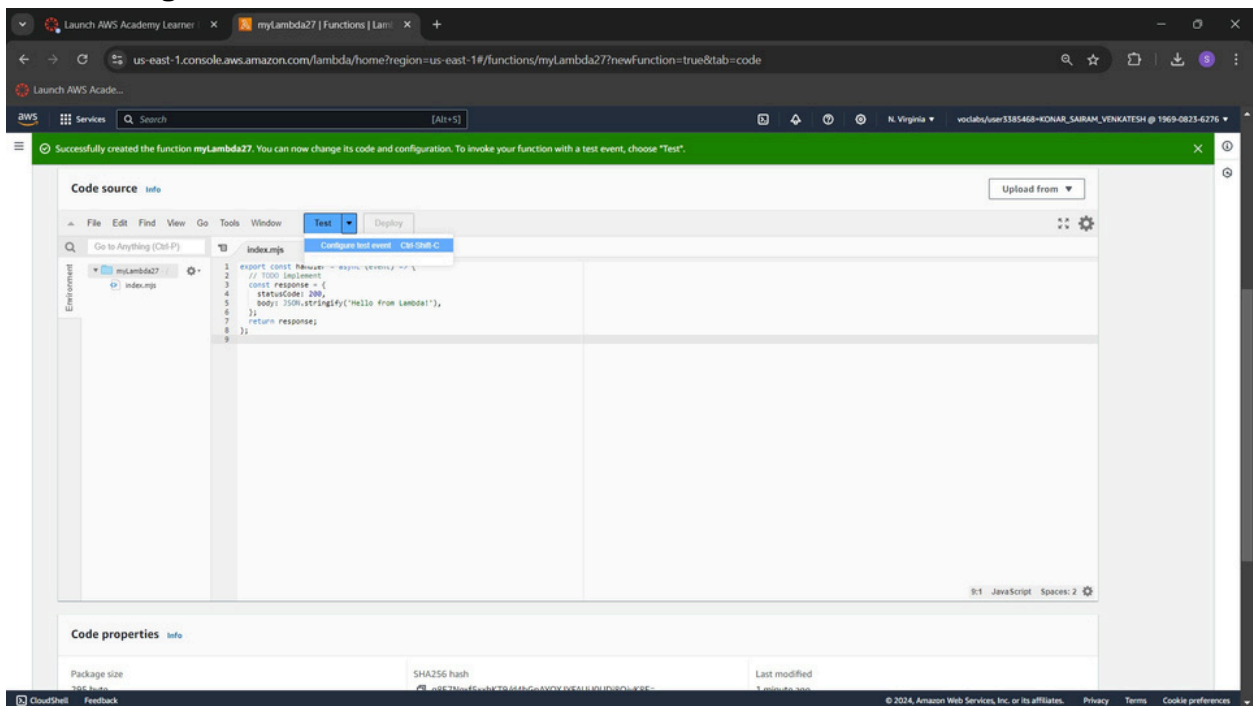 Launch AWS Academy Learner
myLambda27 | Functions | Lam
us-east-1.console.aws.amazon.com/lambda/home?region=us-east-1#/functions/myLambda27?newFunction=true&tab=code
S
Launch AWS Acade...
aws Services Search [Alt+S] N. Virginia voclabs/user3385468=KONAR_SAIRAM_VENKATESH @ 1969-0823-6276
Successfully created the function myLambda27. You can now change its code and configuration. To invoke your function with a test event, choose "Test".
Code source Info Upload from
File Edit Find View Go Tools Window Test Deploy
Go to Anything (Ctrl-P) index.mjs Configure test event Ctrl-Shift-C
Environment
myLambda27
index.mjs
1 export const handler = async (event) => {
2 // TODO implement
3 const response = {
4 statusCode: 200,
5 body: JSON.stringify('Hello from Lambda!'),
6 };
7 return response;
8 };
9
9:1 JavaScript Spaces: 2
Code properties Info
Package size SHA256 hash Last modified
1 minute ago
CloudShell Feedback © 2024, Amazon Web Services, Inc. or its affiliates. Privacy Terms Cookie preferences